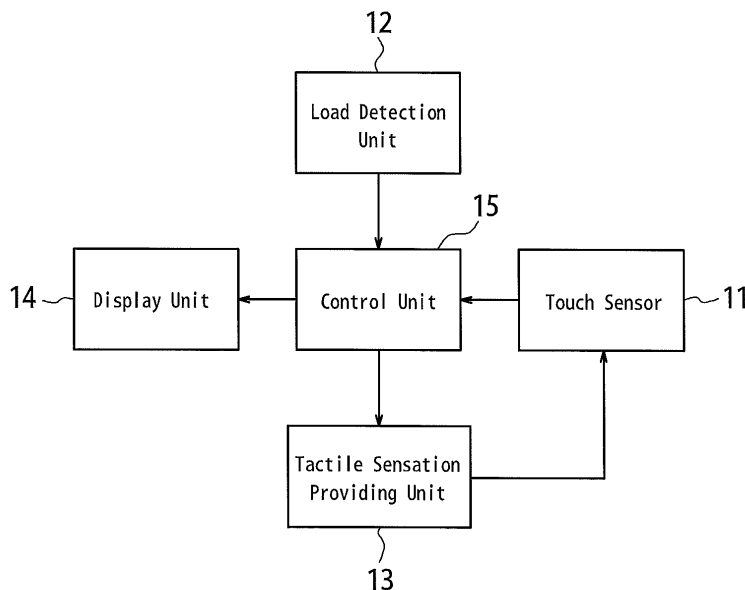 12
Load Detection
Unit
15
14
Display Unit
Control Unit
Touch Sensor
11
Tactile Sensation
Providing Unit
13